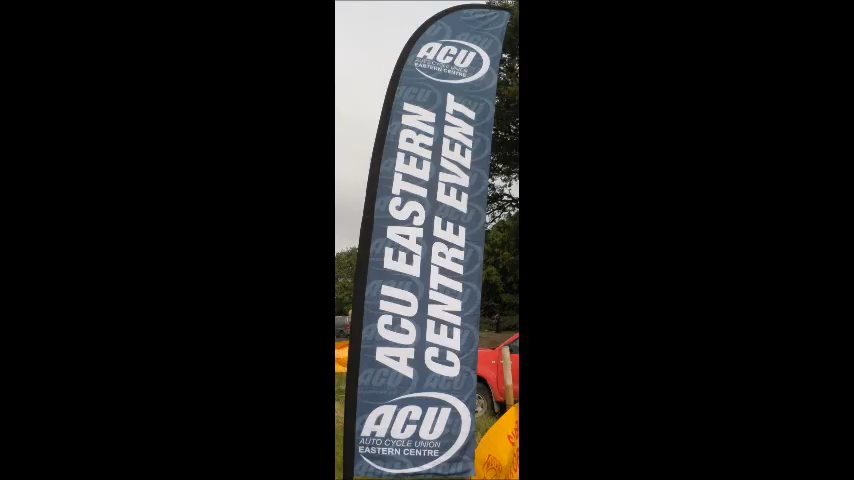 ACU
AUTO CYCLE UNION
EASTERN CENTRE
ACU EASTERN
CENTRE EVENT
ACU
AUTO CYCLE UNION
EASTERN CENTRE